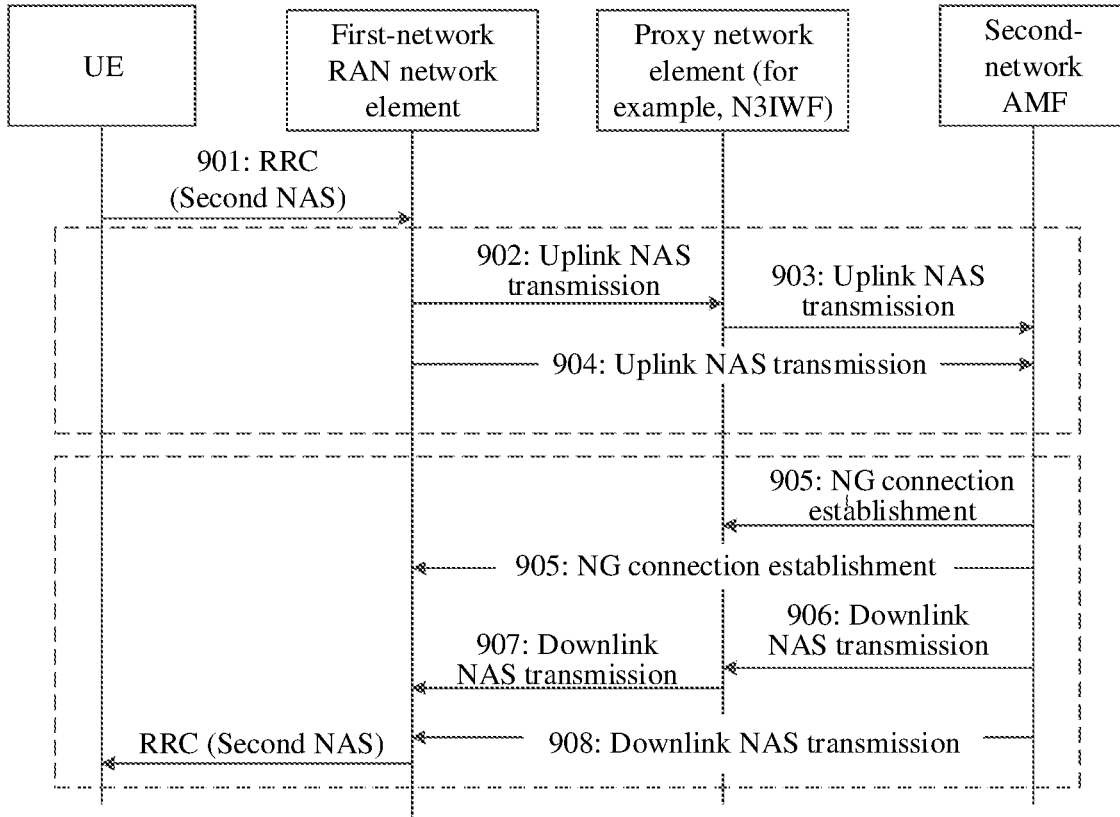 UE
First-network
RAN network
element
Proxy network
element (for
example, N3IWF)
Second-
network
AMF
901: RRC
(Second NAS)
902: Uplink NAS
transmission
903: Uplink NAS
transmission
904: Uplink NAS transmission
905: NG connection
establishment
905: NG connection establishment
906: Downlink
NAS transmission
907: Downlink
NAS transmission
RRC (Second NAS)
908: Downlink NAS transmission